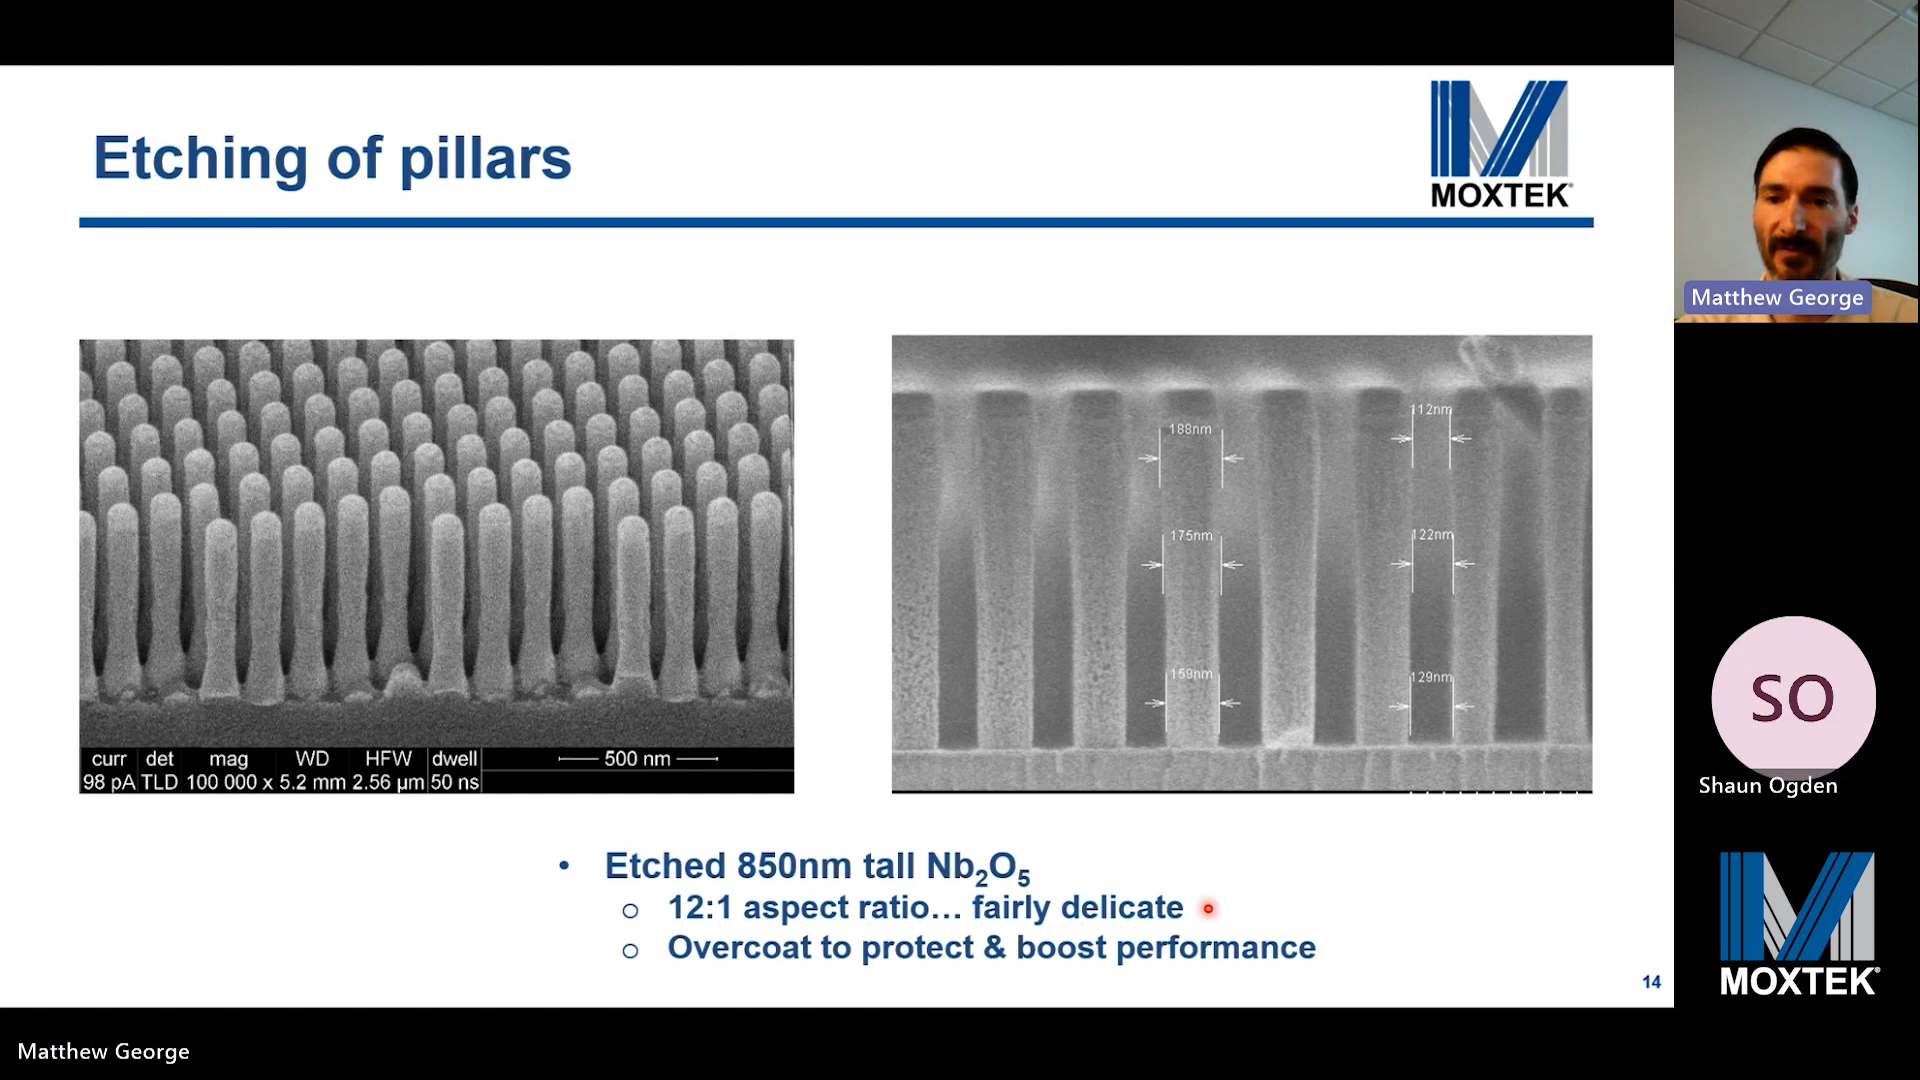 Etching of pillars
MOXTEK®
Matthew George
188nm
112nm
175nm
122nm
159nm
129nm
curr det mag WD HFW dwell
98 pA TLD 100 000 x 5.2 mm 2.56 µm 50 ns
500 nm
• Etched 850nm tall Nb₂O₅
o 12:1 aspect ratio… fairly delicate
o Overcoat to protect & boost performance
14
SO
Shaun Ogden
MOXTEK®
Matthew George